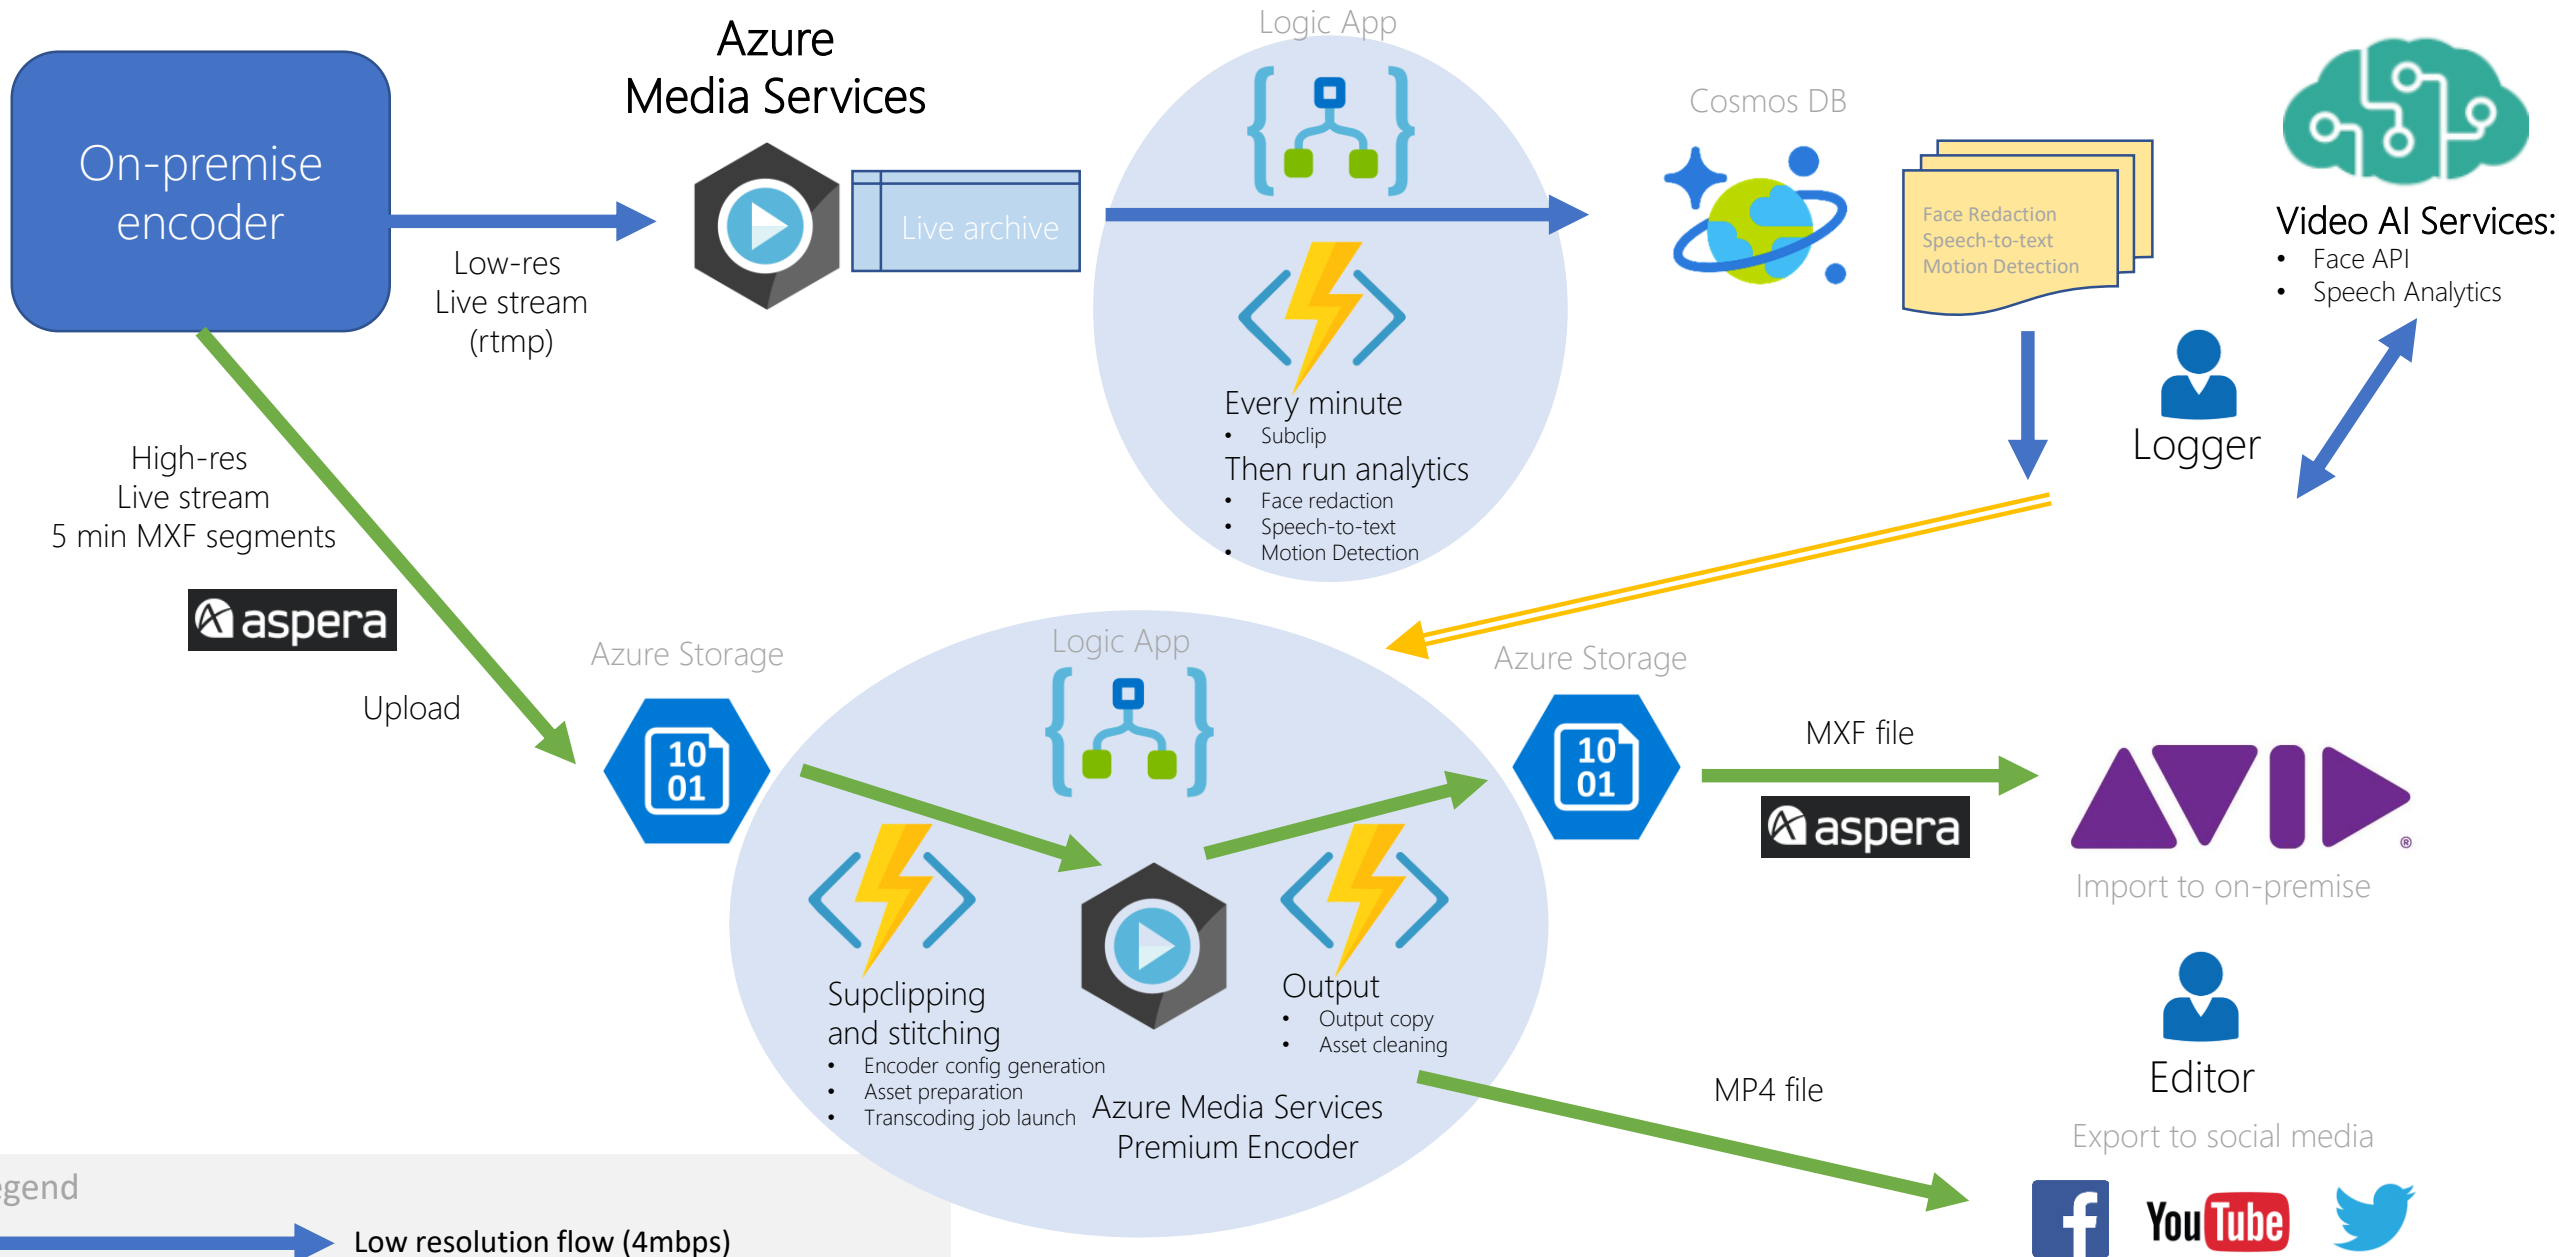 On-premise
encoder
Azure
Media Services
Live archive
Low-res
Live stream
(rtmp)
Logic App
Every minute
• Subclip
Then run analytics
• Face redaction
• Speech-to-text
• Motion Detection
Cosmos DB
Face Redaction
Speech-to-text
Motion Detection
Video AI Services:
• Face API
• Speech Analytics
Logger
High-res
Live stream
5 min MXF segments
aspera
Upload
Azure Storage
10
01
Logic App
Supclipping
and stitching
• Encoder config generation
• Asset preparation
• Transcoding job launch
Azure Media Services
Premium Encoder
Output
• Output copy
• Asset cleaning
Azure Storage
10
01
MXF file
aspera
AVID®
Import to on-premise
Editor
MP4 file
Export to social media
f
YouTube
egend
Low resolution flow (4mbps)